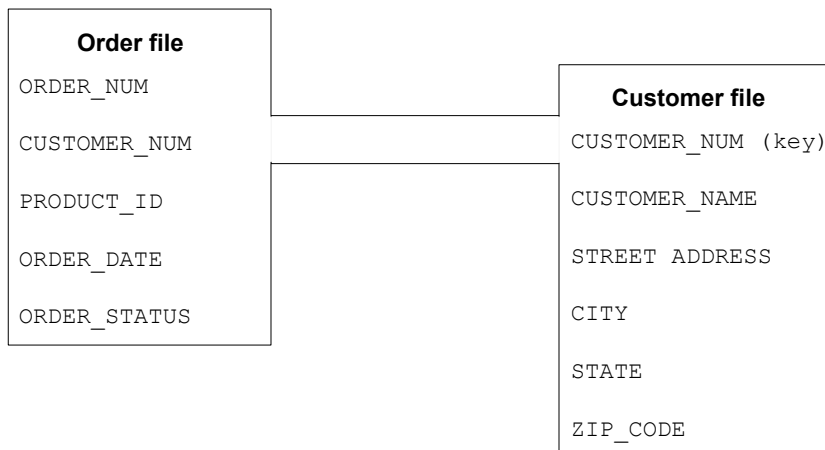 Order file
ORDER_NUM
CUSTOMER_NUM
PRODUCT_ID
ORDER_DATE
ORDER_STATUS
Customer file
CUSTOMER_NUM (key)
CUSTOMER_NAME
STREET ADDRESS
CITY
STATE
ZIP_CODE